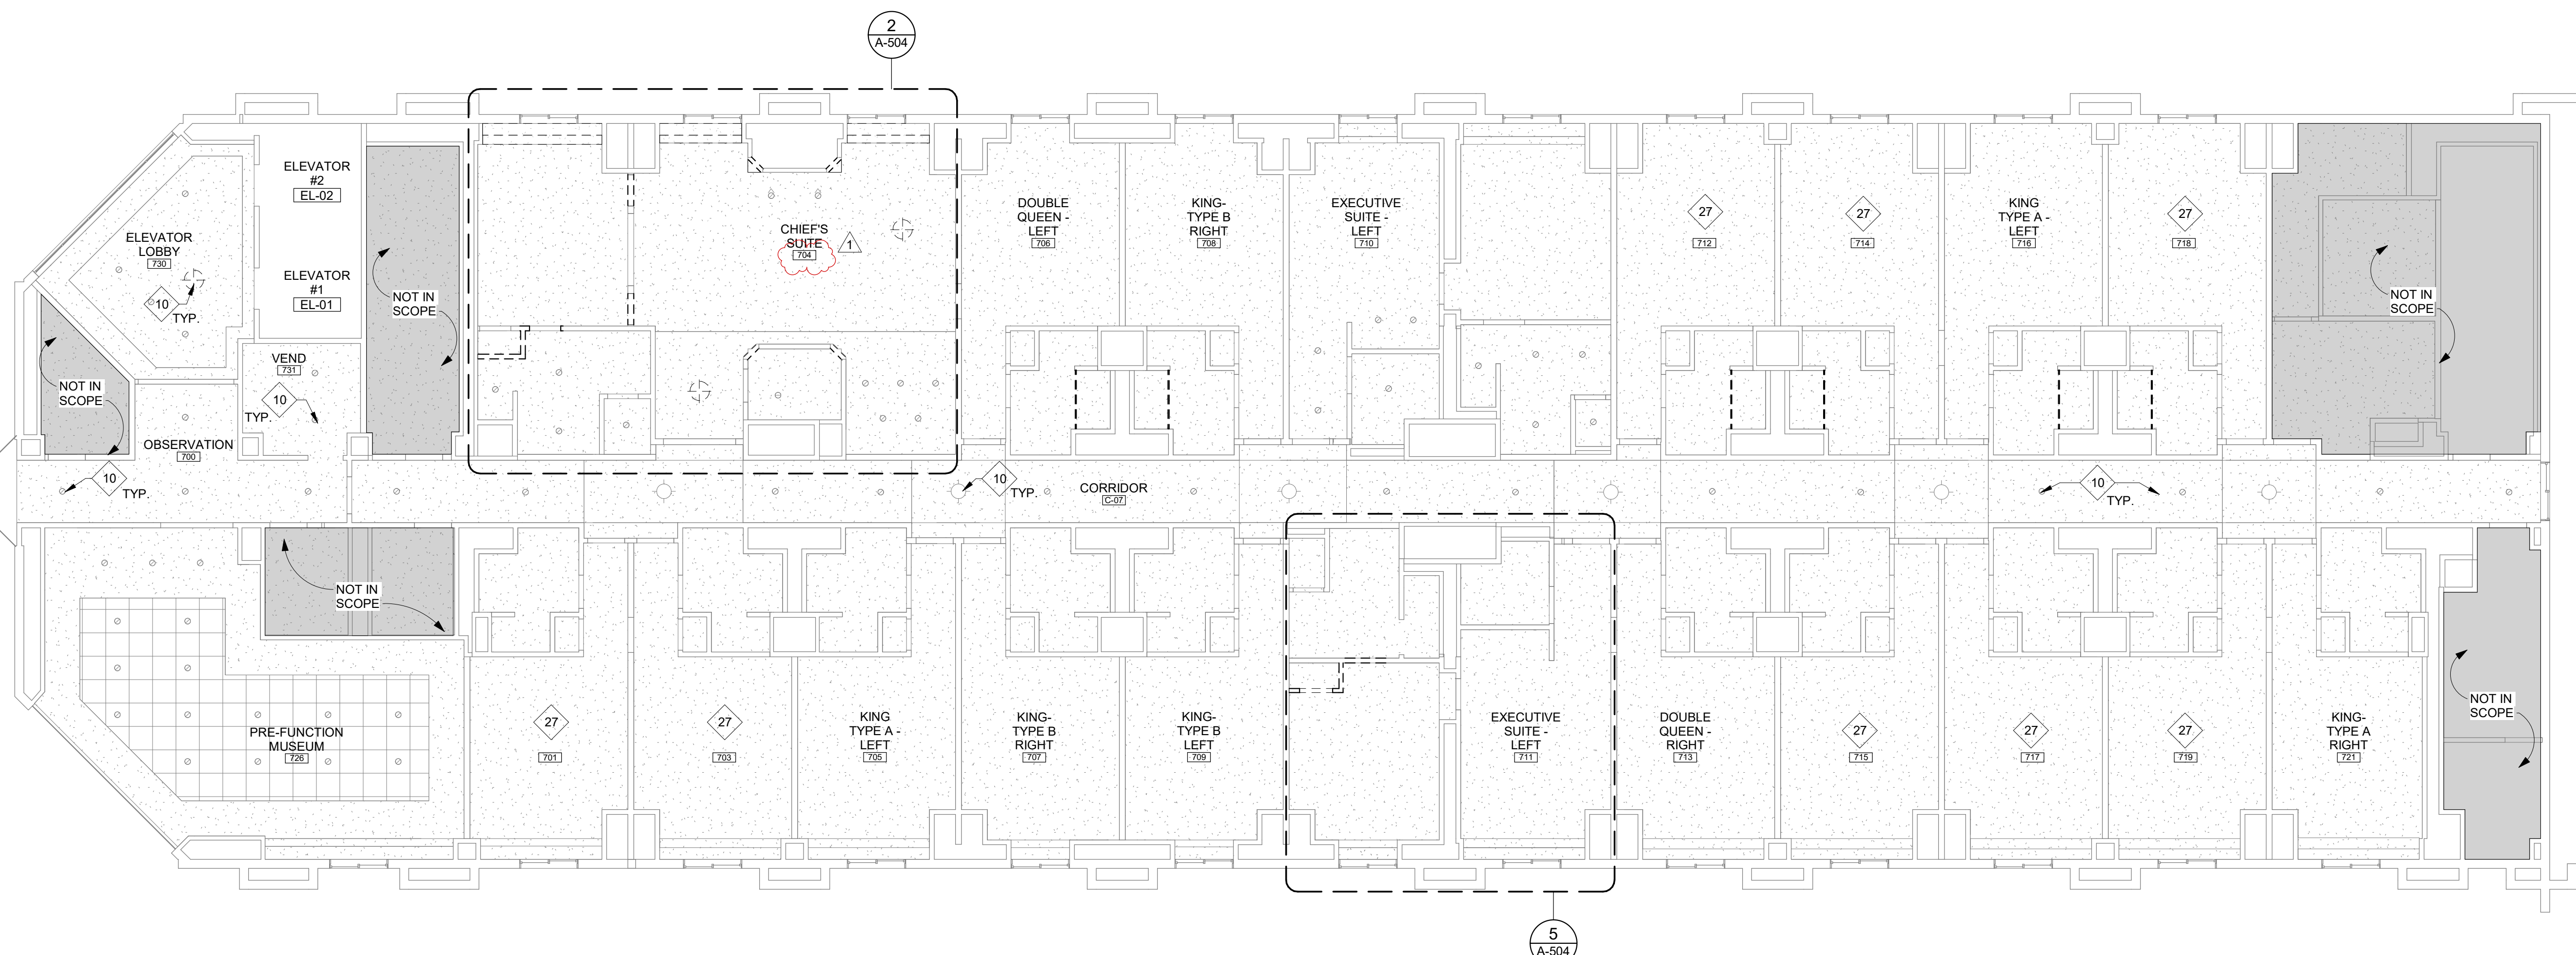 2
A-504
ELEVATOR
#2
EL-02
ELEVATOR
LOBBY
730
10
TYP.
ELEVATOR
#1
EL-01
NOT IN
SCOPE
CHIEF'S
SUITE
704
1
DOUBLE
QUEEN -
LEFT
706
KING-
TYPE B
RIGHT
708
EXECUTIVE
SUITE -
LEFT
710
27
712
27
714
KING
TYPE A -
LEFT
716
27
718
NOT IN
SCOPE
NOT IN
SCOPE
VEND
731
10
TYP.
OBSERVATION
700
10
TYP.
10
TYP.
CORRIDOR
C-07
10
TYP.
NOT IN
SCOPE
PRE-FUNCTION
MUSEUM
726
27
701
27
703
KING
TYPE A -
LEFT
705
KING-
TYPE B
RIGHT
707
KING-
TYPE B
LEFT
709
EXECUTIVE
SUITE -
LEFT
711
DOUBLE
QUEEN -
RIGHT
713
27
715
27
717
27
719
KING-
TYPE A
RIGHT
721
NOT IN
SCOPE
5
A-504